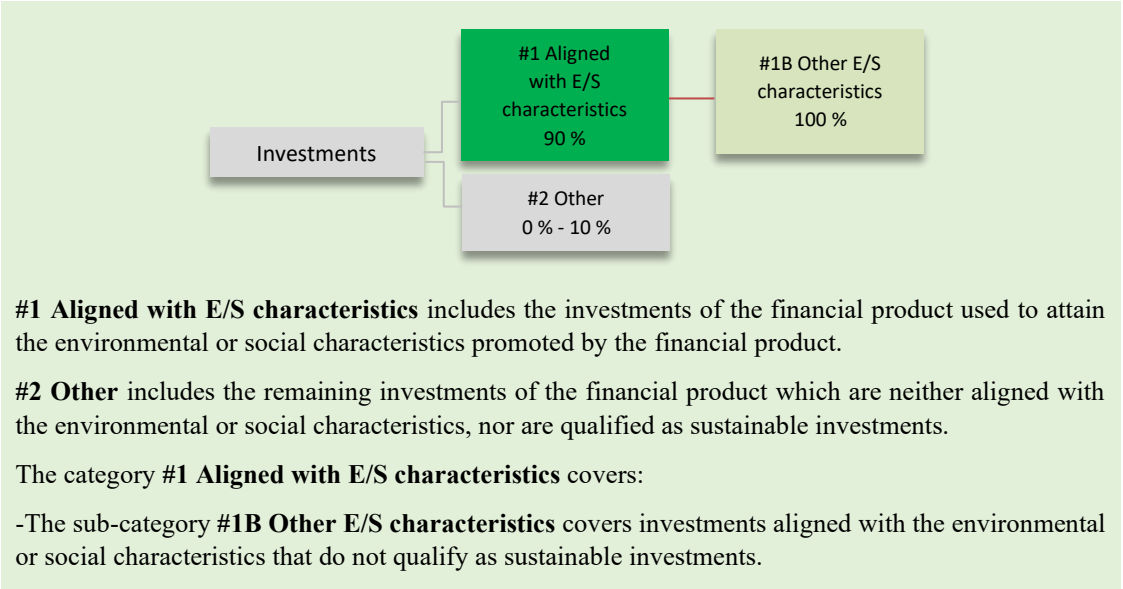 #1 Aligned
with E/S
characteristics
90 %
#1B Other E/S
characteristics
100 %
Investments
#2 Other
0 % - 10 %
#1 Aligned with E/S characteristics includes the investments of the financial product used to attain
the environmental or social characteristics promoted by the financial product.
#2 Other includes the remaining investments of the financial product which are neither aligned with
the environmental or social characteristics, nor are qualified as sustainable investments.
The category #1 Aligned with E/S characteristics covers:
-The sub-category #1B Other E/S characteristics covers investments aligned with the environmental
or social characteristics that do not qualify as sustainable investments.